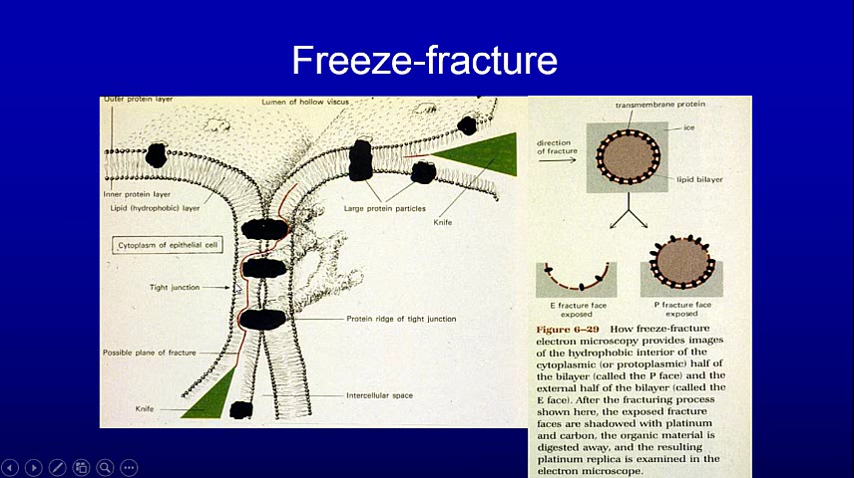 Freeze-fracture
Outer protein layer
Lumen of hollow viscus
Inner protein layer
Lipid (hydrophobic) layer
Large protein particles
Knife
Cytoplasm of epithelial cell
Tight junction
Protein ridge of tight junction
Possible plane of fracture
Intercellular space
Knife
transmembrane protein
ice
direction
of fracture
lipid bilayer
E fracture face
exposed
P fracture face
exposed
Figure 6–29 How freeze-fracture
electron microscopy provides images
of the hydrophobic interior of the
cytoplasmic (or protoplasmic) half of
the bilayer (called the P face) and the
external half of the bilayer (called the
E face). After the fracturing process
shown here, the exposed fracture
faces are shadowed with platinum
and carbon, the organic material is
digested away, and the resulting
platinum replica is examined in the
electron microscope.